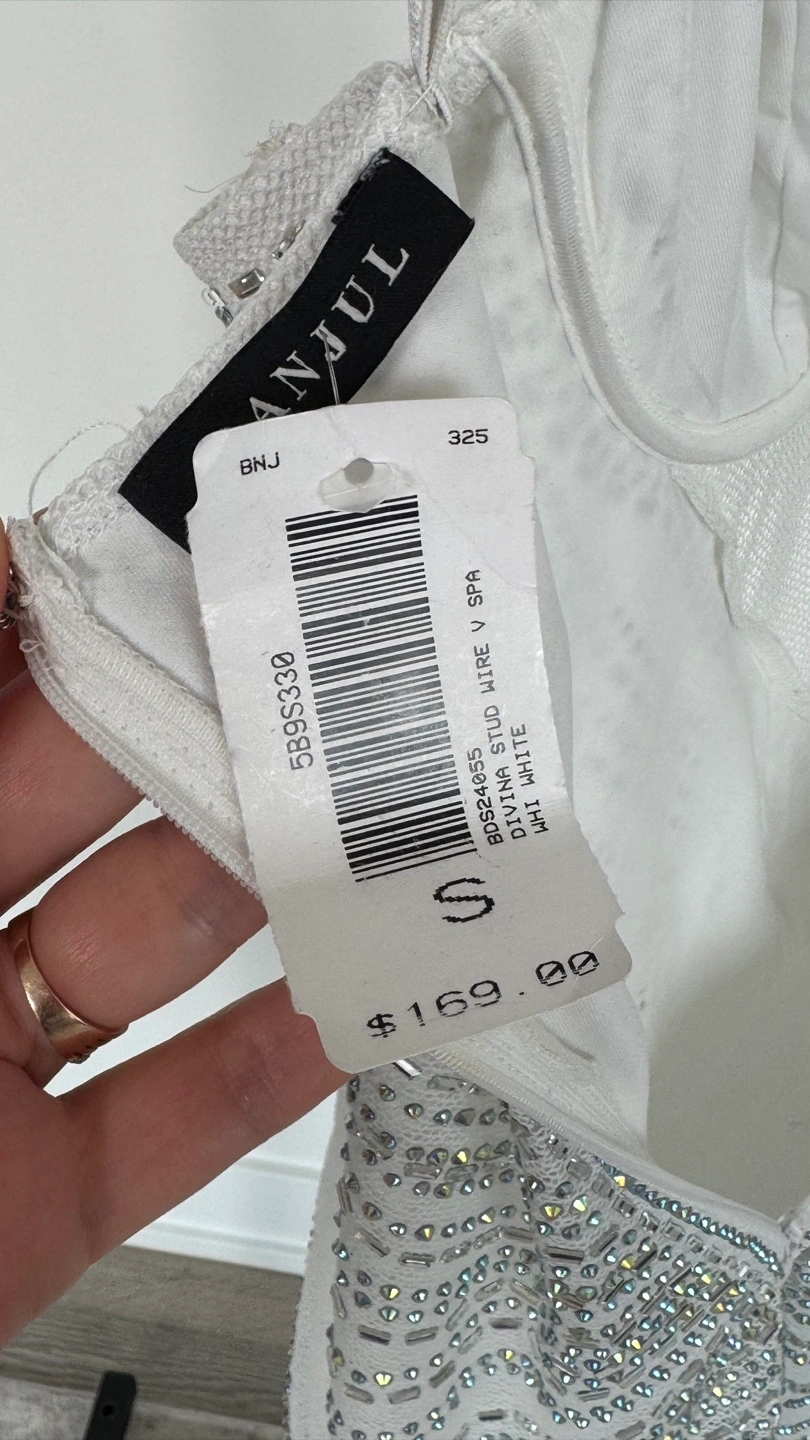 ANJUL
BNJ
325
5B9S330
BDS24055
DIVINA STUD WIRE V SPA
WHI WHITE
S
$169.00